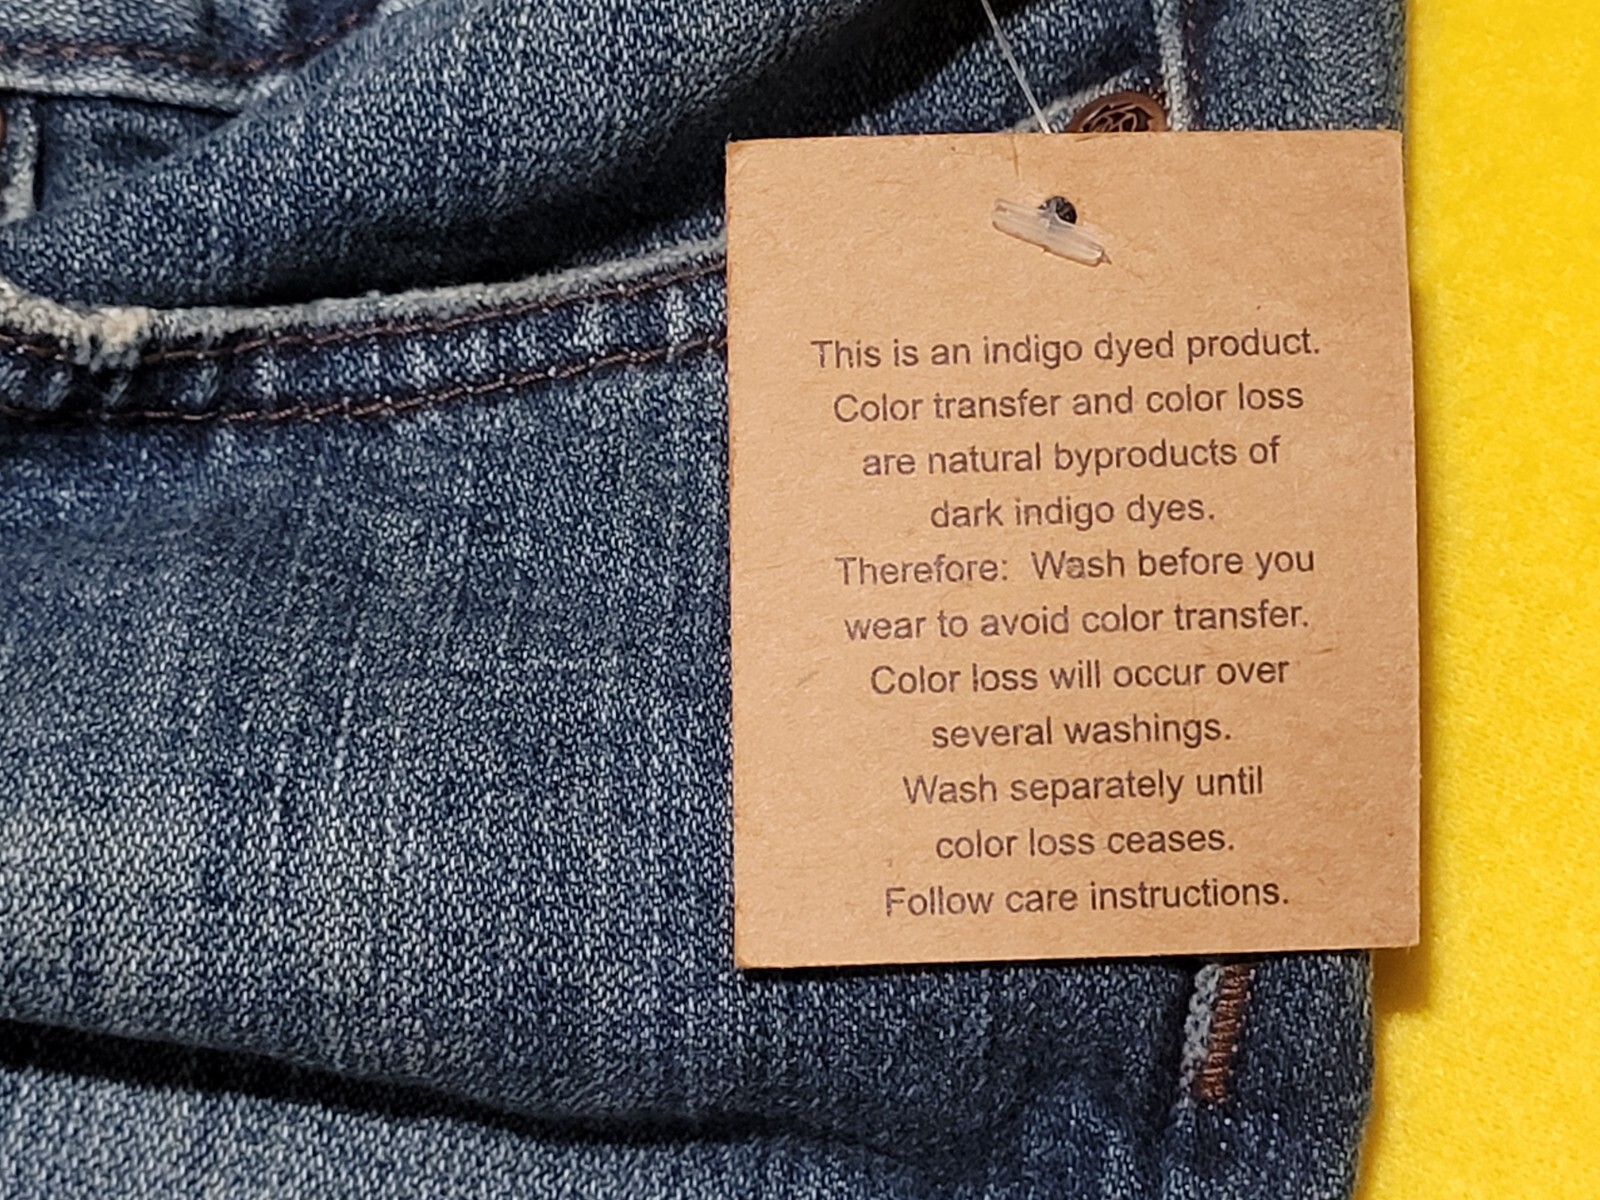 This is an indigo dyed product.
Color transfer and color loss
are natural byproducts of
dark indigo dyes.
Therefore: Wash before you
wear to avoid color transfer.
Color loss will occur over
several washings.
Wash separately until
color loss ceases.
Follow care instructions.